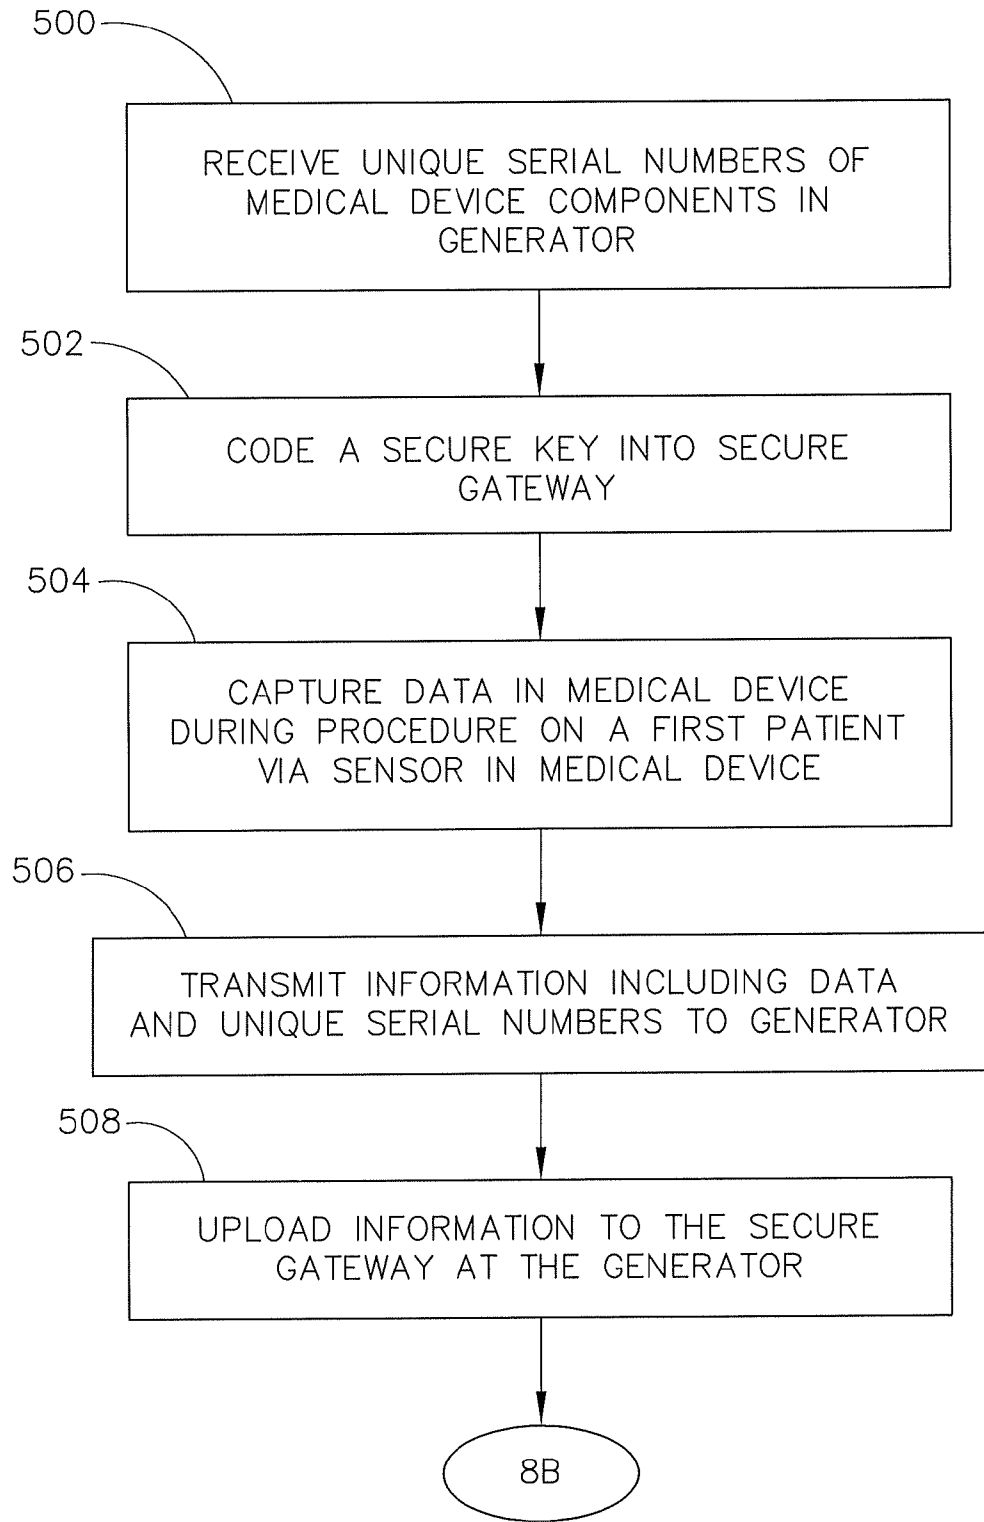 500
RECEIVE UNIQUE SERIAL NUMBERS OF
MEDICAL DEVICE COMPONENTS IN
GENERATOR
502
CODE A SECURE KEY INTO SECURE
GATEWAY
504
CAPTURE DATA IN MEDICAL DEVICE
DURING PROCEDURE ON A FIRST PATIENT
VIA SENSOR IN MEDICAL DEVICE
506
TRANSMIT INFORMATION INCLUDING DATA
AND UNIQUE SERIAL NUMBERS TO GENERATOR
508
UPLOAD INFORMATION TO THE SECURE
GATEWAY AT THE GENERATOR
8B